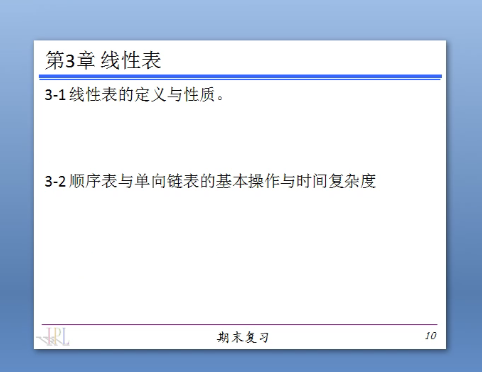 第3章 线性表
3-1 线性表的定义与性质。
3-2 顺序表与单向链表的基本操作与时间复杂度
期末复习
10